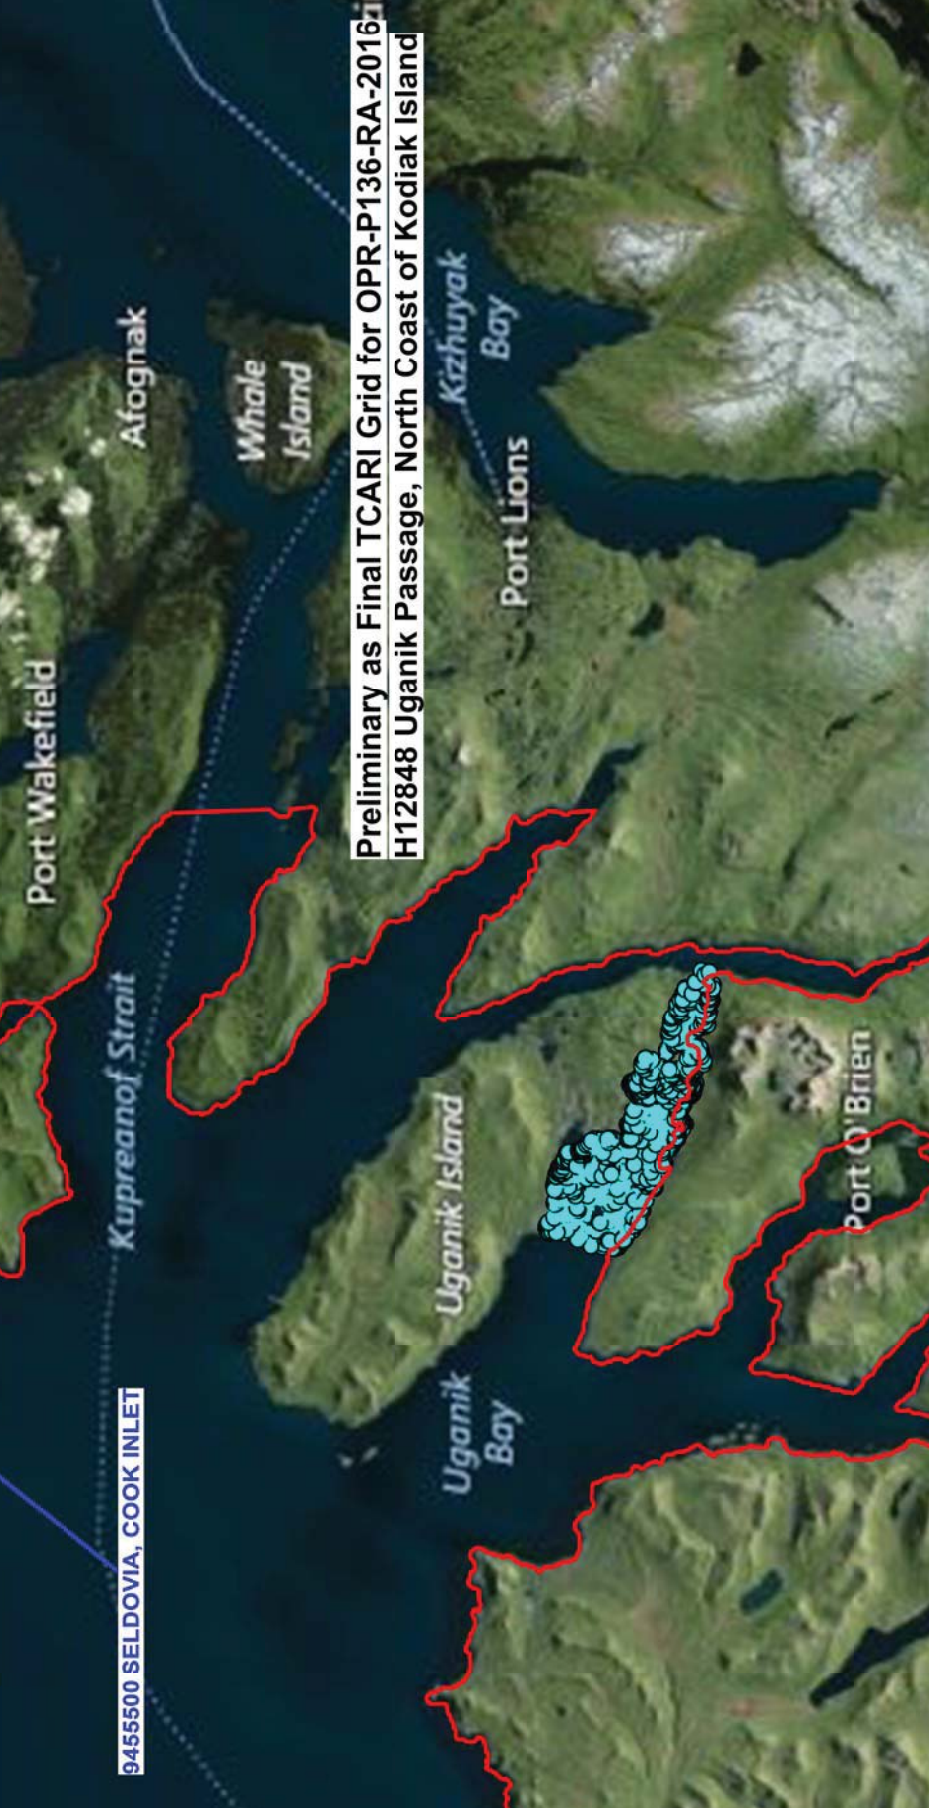 Preliminary as Final TCARI Grid for OPR-P136-RA-2016
H12848 Uganik Passage, North Coast of Kodiak Island
9455500 SELDOVIA, COOK INLET
Port Wakefield
Afognak
Whale
Island
Kupreanof Strait
Kizhuyak
Bay
Port Lions
Uganik Island
Uganik
Bay
Port O'Brien